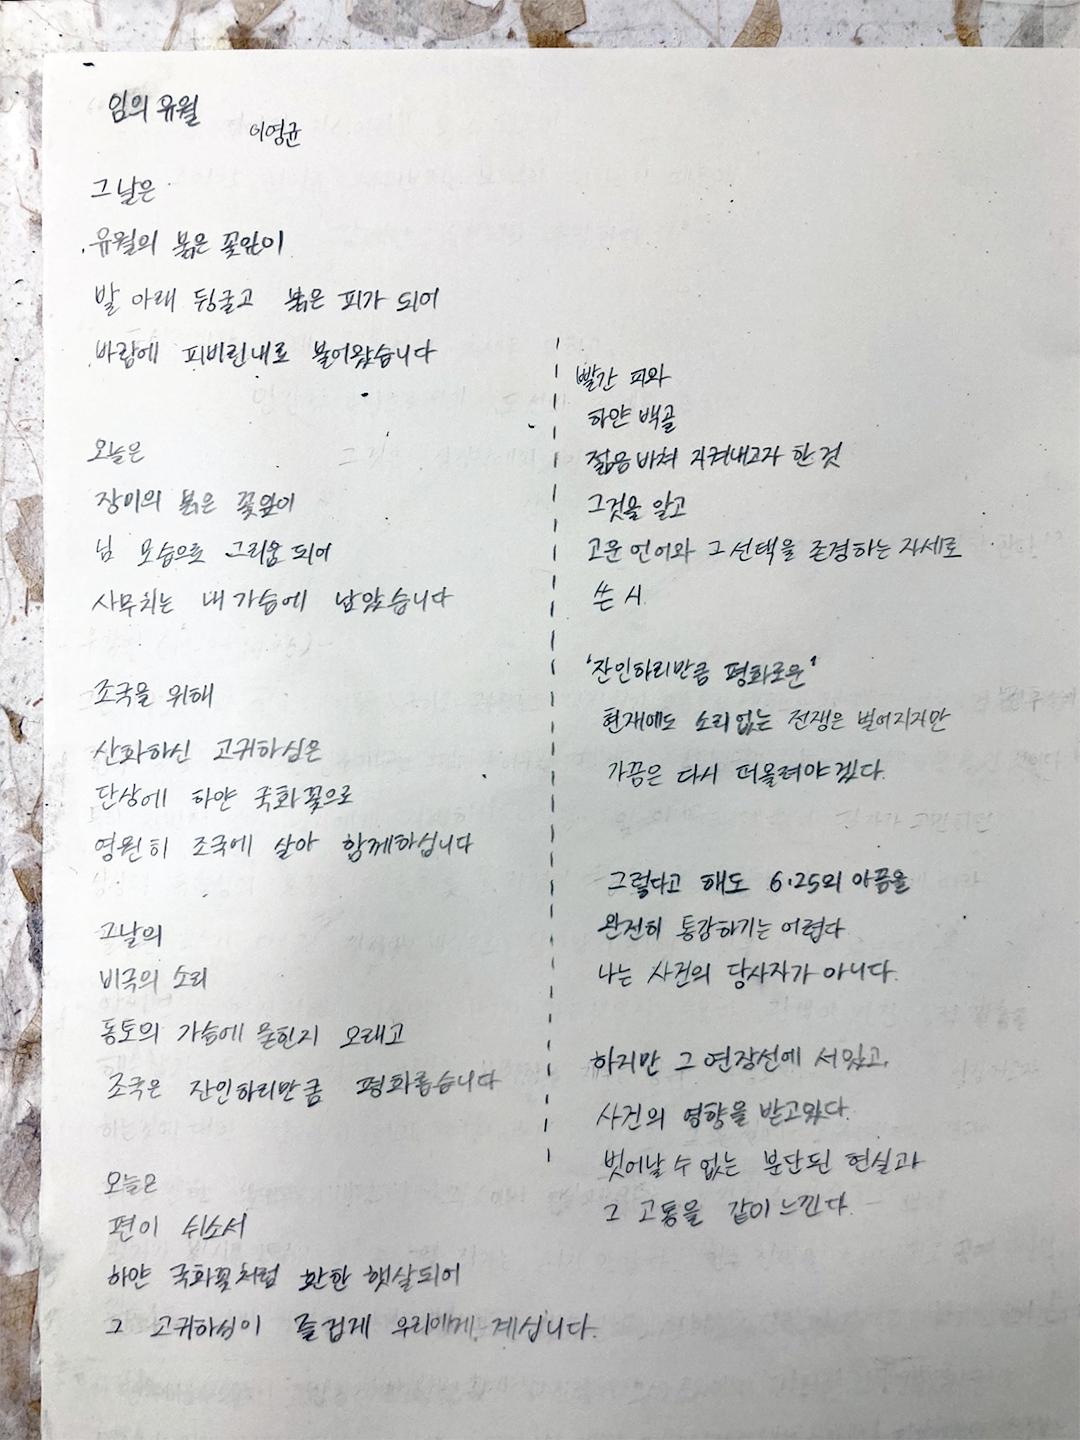 임의 유월
이영균
그날은
유월의 붉은 꽃잎이
발 아래 뒹굴고 붉은 피가 되어
바람에 피비린내로 불어왔습니다
오늘은
장미의 붉은 꽃잎이
님 모습으로 그리움 되어
사무치는 내 가슴에 남았습니다
조국을 위해
산화하신 고귀하심은
단상에 하얀 국화꽃으로
영원히 조국에 살아 함께하십니다
그날의
비극의 소리
동토의 가슴에 묻힌지 오래고
조국은 잔인하리만큼 평화롭습니다
오늘은
편이 쉬소서
하얀 국화꽃처럼 환한 햇살되어
그 고귀하심이 즐겁게 우리에게 계십니다.
빨간 피와
하얀 백골
젊음 바쳐 지켜내고자 한 것
그것을 알고
고운 언어와 그 선택을 존경하는 자세로
쓴 시.
'잔인하리만큼 평화로운'
현재에도 소리없는 전쟁은 벌어지지만
가끔은 다시 떠올려야겠다.
그렇다고 해도 6·25의 아픔을
완전히 통감하기는 어렵다
나는 사건의 당사자가 아니다.
하지만 그 연장선에 서있고,
사건의 영향을 받고있다.
벗어날 수 없는 분단된 현실과
그 고통을 같이 느낀다.